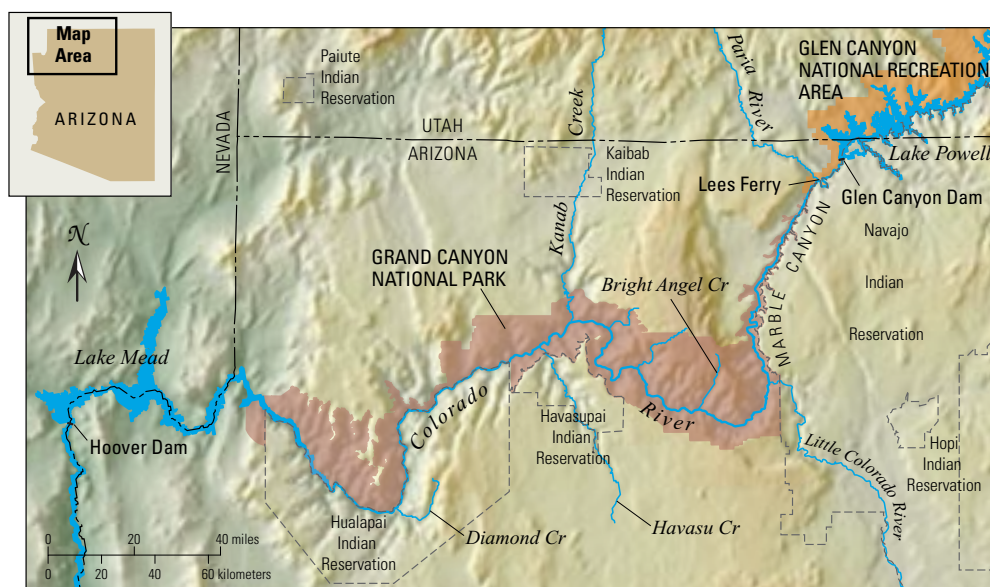 Map
Area
ARIZONA
Paiute
Indian
Reservation
NEVADA
UTAH
ARIZONA
Kanab Creek
Kaibab
Indian
Reservation
Paria River
GLEN CANYON
NATIONAL RECREATION
AREA
Lake Powell
Lees Ferry
Glen Canyon Dam
MARBLE CANYON
Navajo
Indian
Reservation
N
GRAND CANYON
NATIONAL PARK
Bright Angel Cr
Lake Mead
Hoover Dam
Colorado River
Havasupai
Indian
Reservation
Little Colorado River
Hopi
Indian
Reservation
Hualapai
Indian
Reservation
Diamond Cr
Havasu Cr
0 20 40 miles
0 20 40 60 kilometers